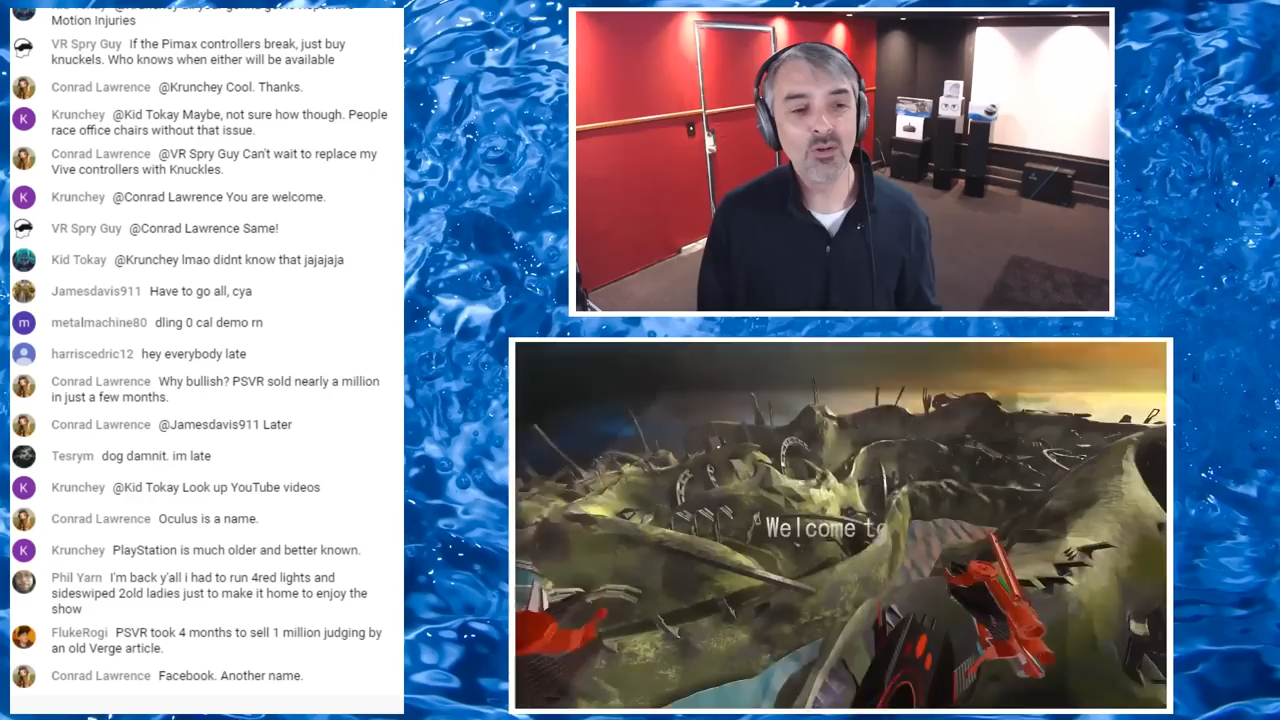 Motion Injuries
VR Spry Guy If the Pimax controllers break, just buy
knuckels. Who knows when either will be available
Conrad Lawrence @Krunchey Cool. Thanks.
Krunchey @Kid Tokay Maybe, not sure how though. People
race office chairs without that issue.
Conrad Lawrence @VR Spry Guy Can't wait to replace my
Vive controllers with Knuckles.
Krunchey @Conrad Lawrence You are welcome.
VR Spry Guy @Conrad Lawrence Same!
Kid Tokay @Krunchey lmao didnt know that jajajaja
Jamesdavis911 Have to go all, cya
metalmachine80 dling 0 cal demo rn
harriscedric12 hey everybody late
Conrad Lawrence Why bullish? PSVR sold nearly a million
in just a few months.
Conrad Lawrence @Jamesdavis911 Later
Tesrym dog damnit. im late
Krunchey @Kid Tokay Look up YouTube videos
Conrad Lawrence Oculus is a name.
Krunchey PlayStation is much older and better known.
Phil Yarn I'm back y'all i had to run 4red lights and
sideswiped 2old ladies just to make it home to enjoy the
show
FlukeRogi PSVR took 4 months to sell 1 million judging by
an old Verge article.
Conrad Lawrence Facebook. Another name.
K
K
m
K
K
Welcome to